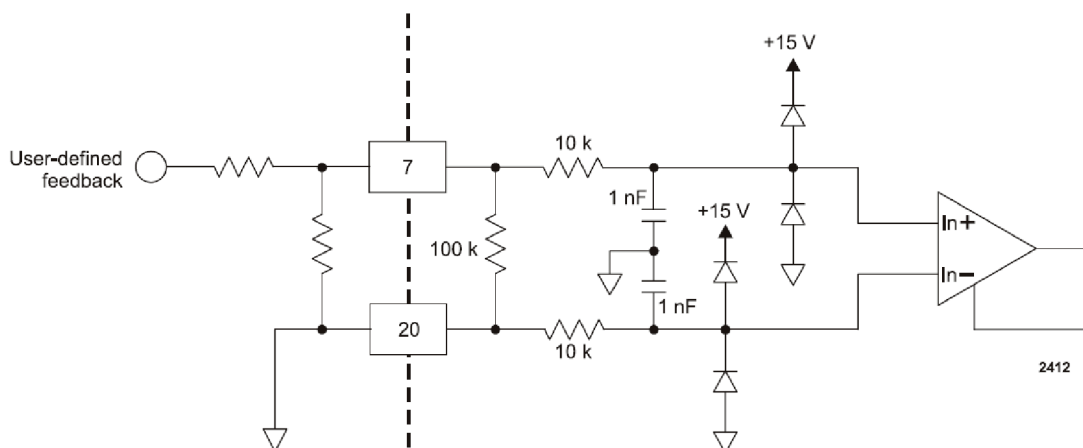 +15 V
10 k
User-defined
feedback
7
1 nF
+15 V
In+
100 k
In−
1 nF
20
10 k
2412